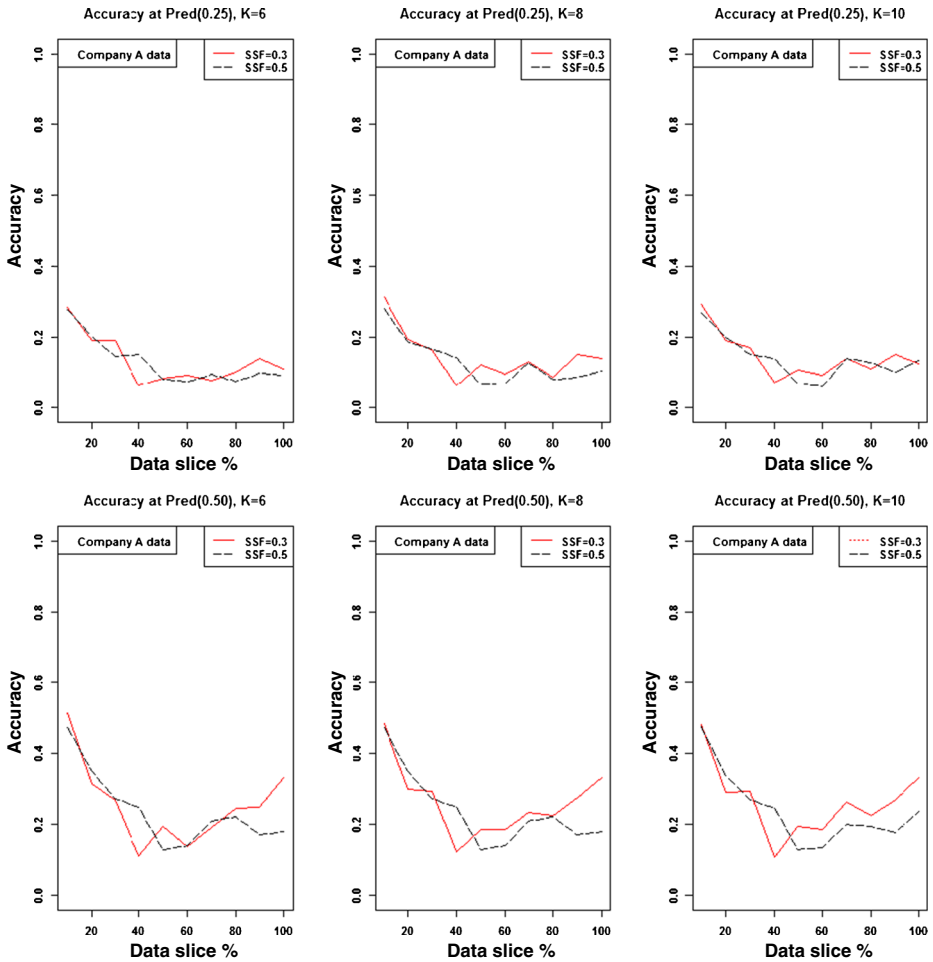 Accuracy at Pred(0.25), K=6
Company A data
SSF=0.3
SSF=0.5
Accuracy
1.0
0.8
0.6
0.4
0.2
0.0
20 40 60 80 100
Data slice %
Accuracy at Pred(0.25), K=8
Company A data
SSF=0.3
SSF=0.5
Accuracy
1.0
0.8
0.6
0.4
0.2
0.0
20 40 60 80 100
Data slice %
Accuracy at Pred(0.25), K=10
Company A data
SSF=0.3
SSF=0.5
Accuracy
1.0
0.8
0.6
0.4
0.2
0.0
20 40 60 80 100
Data slice %
Accuracy at Pred(0.50), K=6
Company A data
SSF=0.3
SSF=0.5
Accuracy
1.0
0.8
0.6
0.4
0.2
0.0
20 40 60 80 100
Data slice %
Accuracy at Pred(0.50), K=8
Company A data
SSF=0.3
SSF=0.5
Accuracy
1.0
0.8
0.6
0.4
0.2
0.0
20 40 60 80 100
Data slice %
Accuracy at Pred(0.50), K=10
Company A data
SSF=0.3
SSF=0.5
Accuracy
1.0
0.8
0.6
0.4
0.2
0.0
20 40 60 80 100
Data slice %